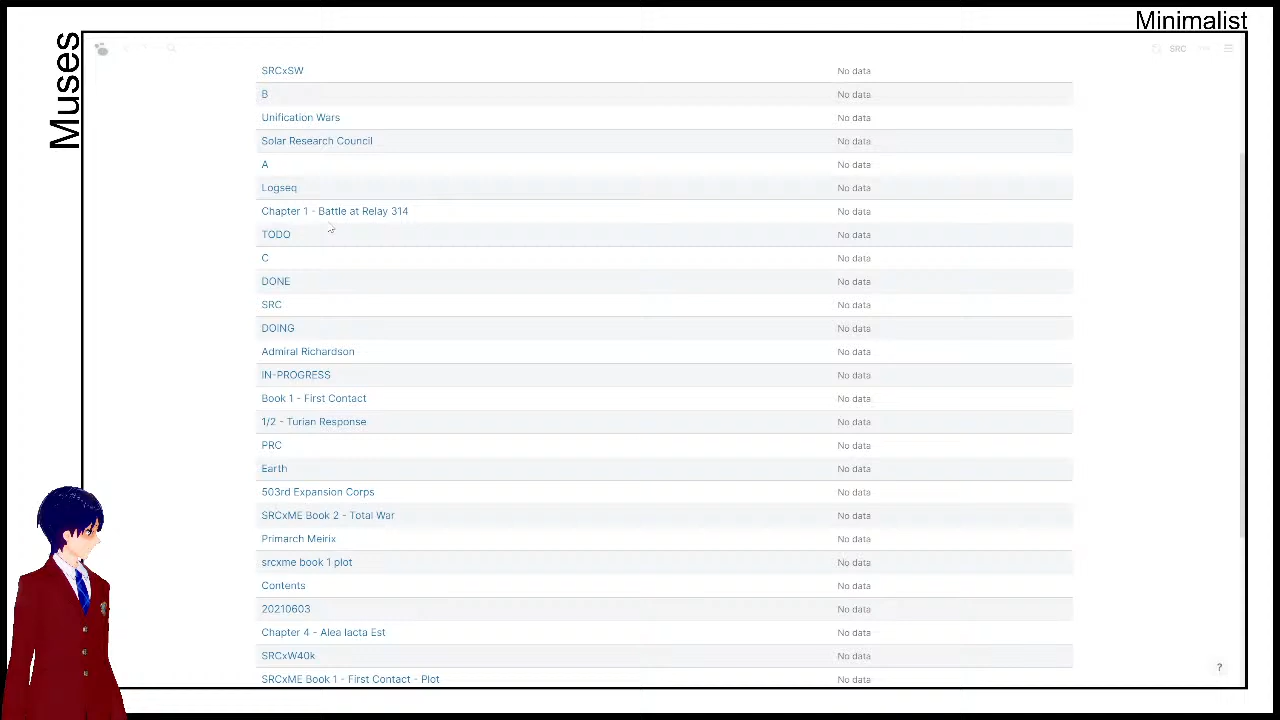 Minimalist
Muses
SRC
SRCxSW No data
B No data
Unification Wars No data
Solar Research Council No data
A No data
Logseq No data
Chapter 1 - Battle at Relay 314 No data
TODO No data
C No data
DONE No data
SRC No data
DOING No data
Admiral Richardson No data
IN-PROGRESS No data
Book 1 - First Contact No data
1/2 - Turian Response No data
PRC No data
Earth No data
503rd Expansion Corps No data
SRCxME Book 2 - Total War No data
Primarch Meirix No data
srcxme book 1 plot No data
Contents No data
20210603 No data
Chapter 4 - Alea Iacta Est No data
SRCxW40k No data
?
SRCxME Book 1 - First Contact - Plot No data